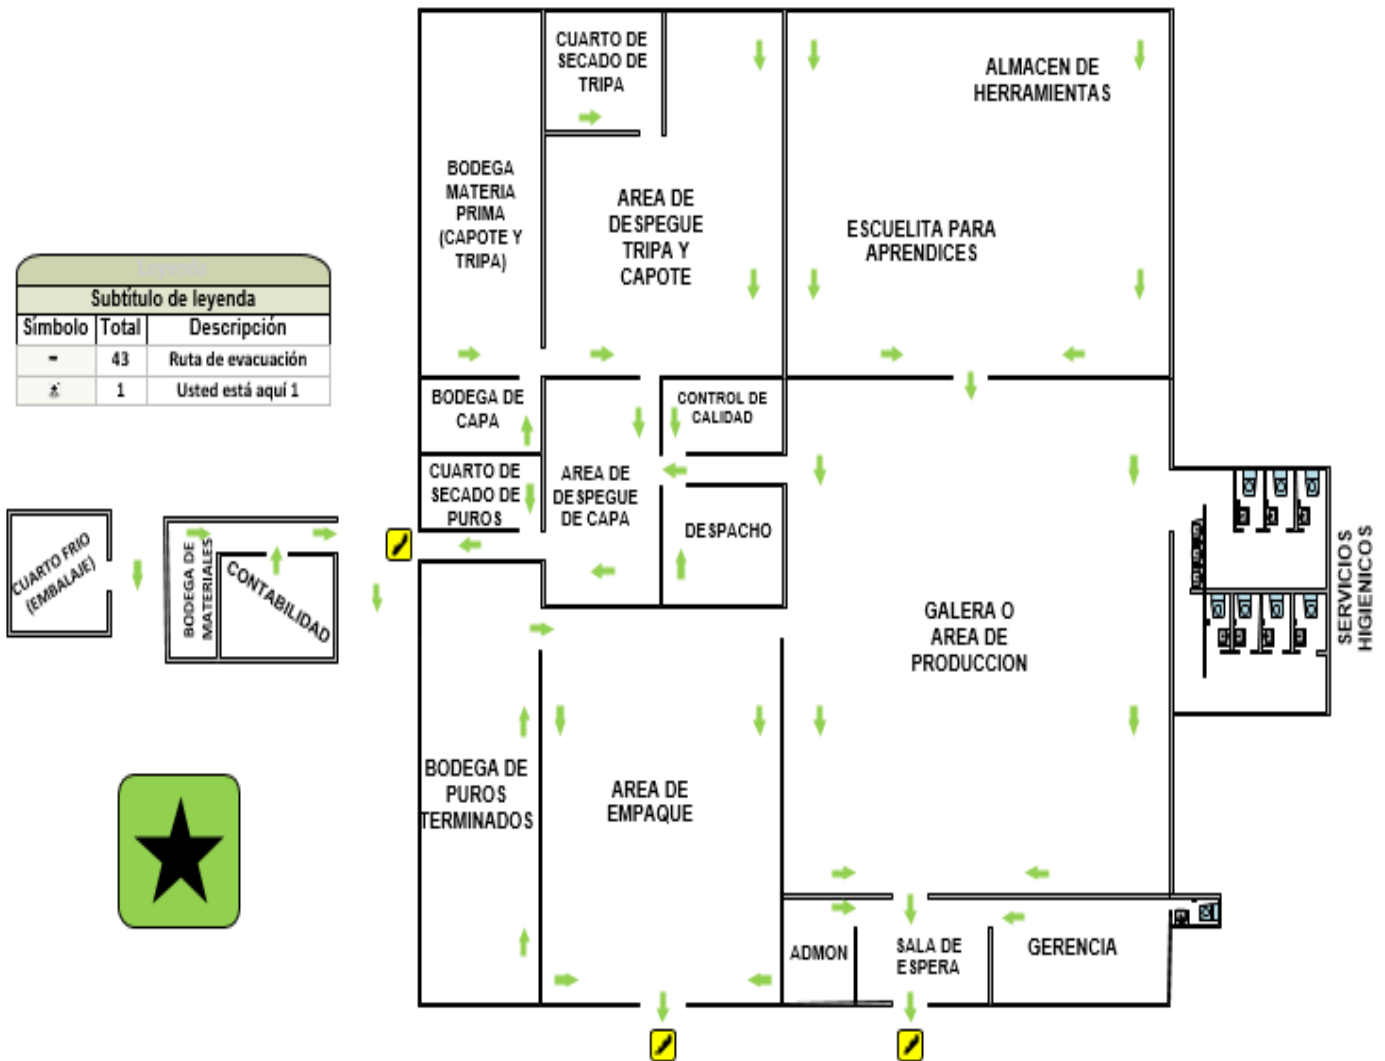 CUARTO DE
SECADO DE
TRIPA
ALMACEN DE
HERRAMIENTAS
BODEGA
MATERIA
PRIMA
(CAPOTE Y
TRIPA)
AREA DE
DESPEGUE
TRIPA Y
CAPOTE
ESCUELITA PARA
APRENDICES
Leyenda
Subtítulo de leyenda
Símbolo Total Descripción
43 Ruta de evacuación
1 Usted está aquí 1
BODEGA DE
CAPA
CONTROL DE
CALIDAD
CUARTO DE
SECADO DE
PUROS
AREA DE
DESPEGUE
DE CAPA
DESPACHO
CUARTO FRIO
(EMBALAJE)
BODEGA DE
MATERIALES
CONTABILIDAD
GALERA O
AREA DE
PRODUCCION
SERVICIOS
HIGIENICOS
BODEGA DE
PUROS
TERMINADOS
AREA DE
EMPAQUE
ADMON
SALA DE
ESPERA
GERENCIA